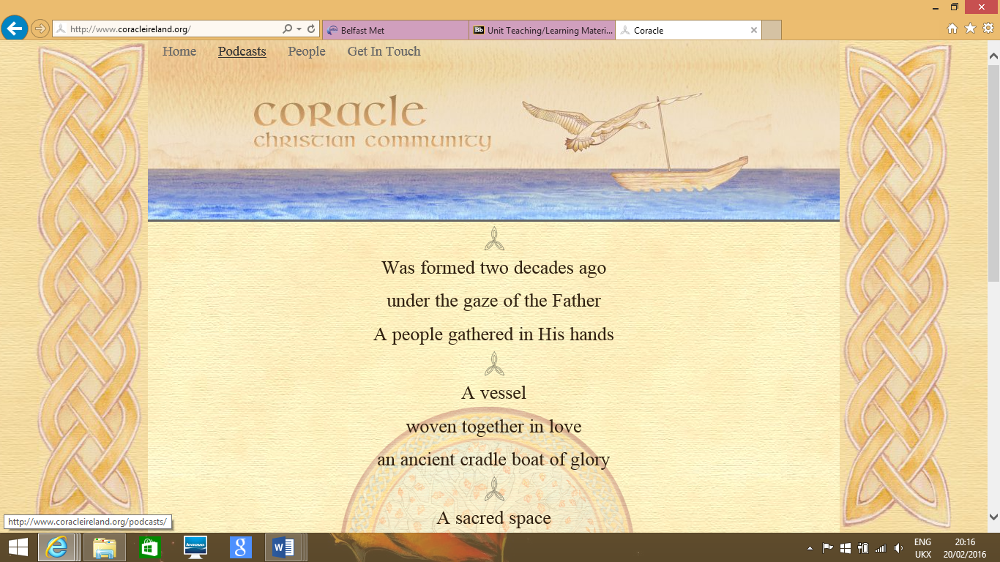 http://www.coracleireland.org/
Belfast Met
Bb Unit Teaching/Learning Materi...
Coracle
Home Podcasts People Get In Touch
coracle
christian community
Was formed two decades ago
under the gaze of the Father
A people gathered in His hands
A vessel
woven together in love
an ancient cradle boat of glory
A sacred space
http://www.coracleireland.org/podcasts/
lenovo
g
W
ENG
UKX
20:16
20/02/2016